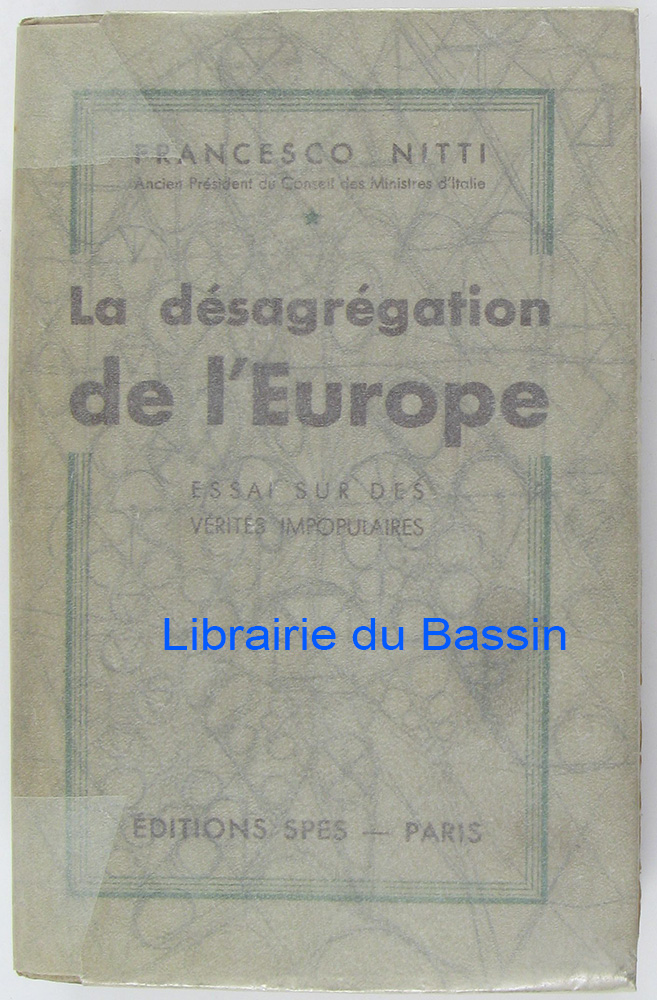 FRANCESCO NITTI
Ancien Président du Conseil des Ministres d'Italie
La désagrégation
de l'Europe
ESSAI SUR DES
VÉRITÉS IMPOPULAIRES
Librairie du Bassin
ÉDITIONS SPES — PARIS